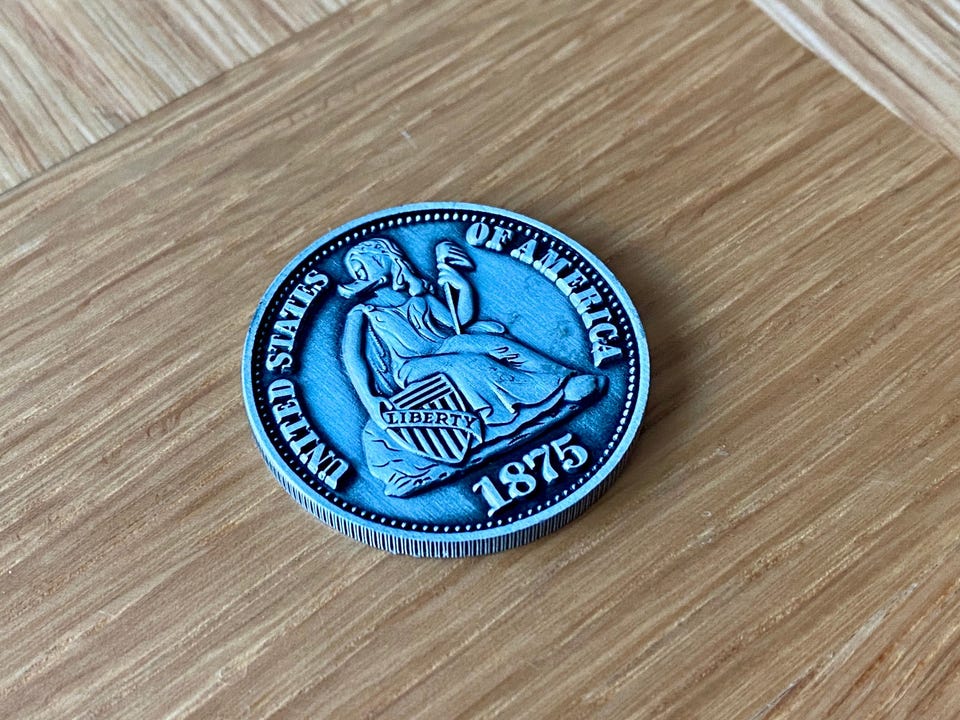 UNITED STATES
OF AMERICA
LIBERTY
1875